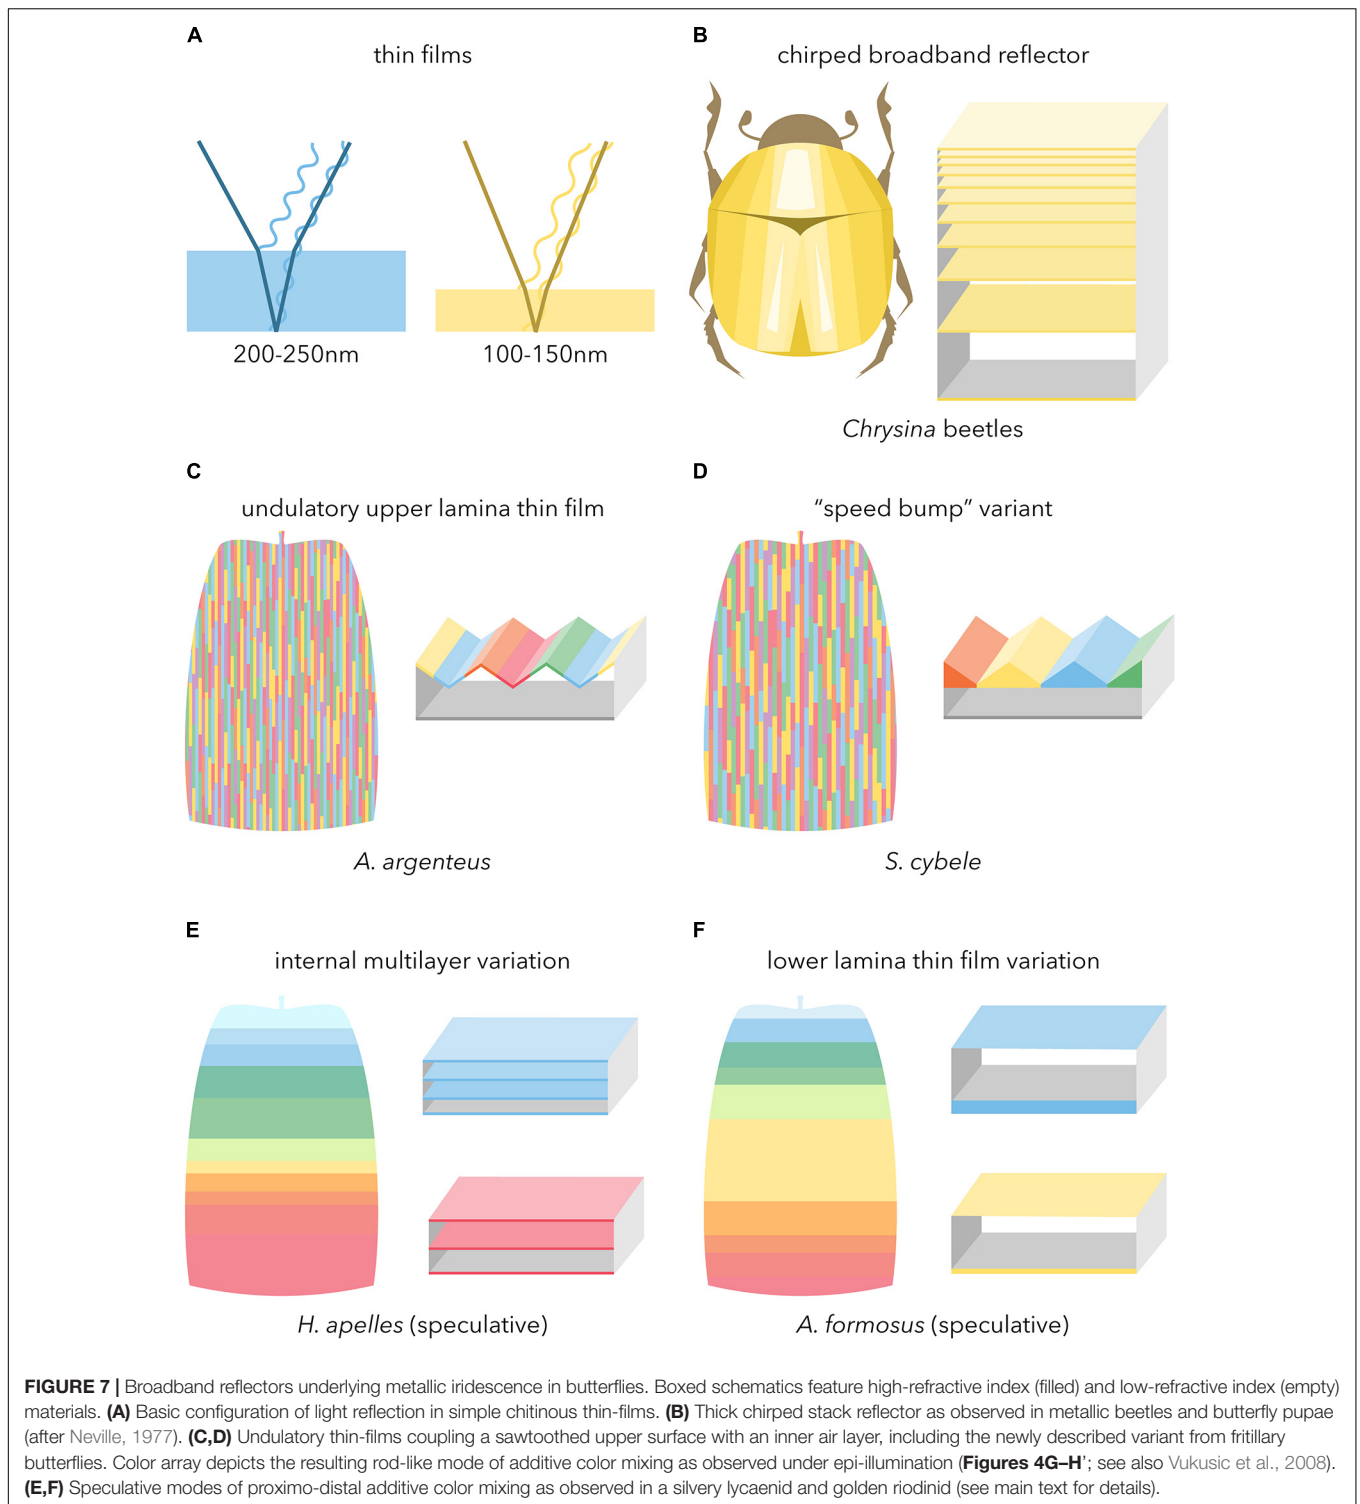 A
thin films
200-250nm
100-150nm
B
chirped broadband reflector
Chrysina beetles
C
undulatory upper lamina thin film
A. argenteus
D
“speed bump” variant
S. cybele
E
internal multilayer variation
H. apelles (speculative)
F
lower lamina thin film variation
A. formosus (speculative)
FIGURE 7 | Broadband reflectors underlying metallic iridescence in butterflies. Boxed schematics feature high-refractive index (filled) and low-refractive index (empty)
materials. (A) Basic configuration of light reflection in simple chitinous thin-films. (B) Thick chirped stack reflector as observed in metallic beetles and butterfly pupae
(after Neville, 1977). (C,D) Undulatory thin-films coupling a sawtoothed upper surface with an inner air layer, including the newly described variant from fritillary
butterflies. Color array depicts the resulting rod-like mode of additive color mixing as observed under epi-illumination (Figures 4G–H’; see also Vukusic et al., 2008).
(E,F) Speculative modes of proximo-distal additive color mixing as observed in a silvery lycaenid and golden riodinid (see main text for details).